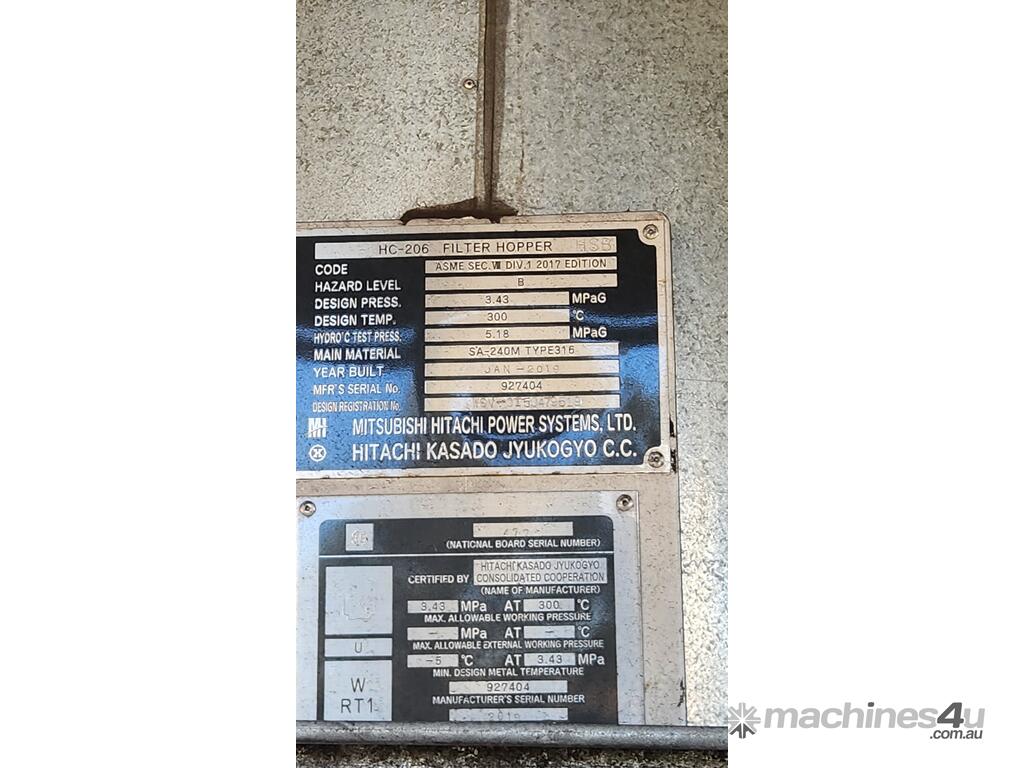 HC-206 FILTER HOPPER HSB
CODE ASME SEC.Ⅷ DIV.1 2017 EDITION
HAZARD LEVEL B
DESIGN PRESS. 3.43 MPaG
DESIGN TEMP. 300 ℃
HYDRO'C TEST PRESS. 5.18 MPaG
MAIN MATERIAL SA-240M TYPE316
YEAR BUILT JAN-2019
MFR'S SERIAL No. 927404
DESIGN REGISTRATION No.
MITSUBISHI HITACHI POWER SYSTEMS, LTD.
HITACHI KASADO JYUKOGYO C.C.
(NATIONAL BOARD SERIAL NUMBER)
HITACHI KASADO JYUKOGYO
CERTIFIED BY CONSOLIDATED COOPERATION
(NAME OF MANUFACTURER)
3.43 MPa AT 300 ℃
MAX. ALLOWABLE WORKING PRESSURE
- MPa AT - ℃
MAX. ALLOWABLE EXTERNAL WORKING PRESSURE
U
-5 ℃ AT 3.43 MPa
MIN. DESIGN METAL TEMPERATURE
W
927404
RT1
MANUFACTURER'S SERIAL NUMBER
2019
machines4u
.com.au